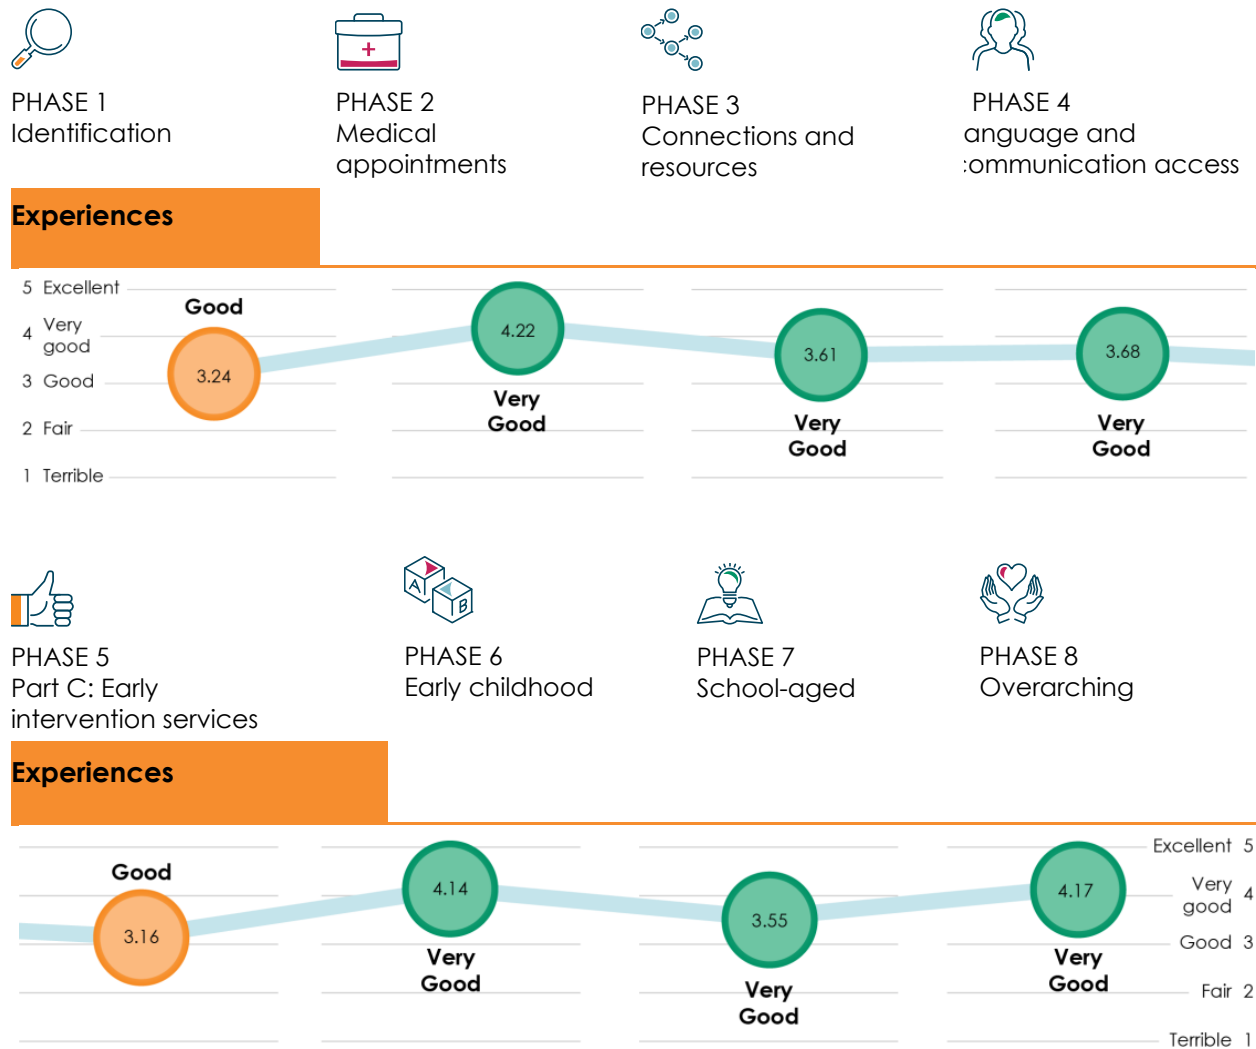 PHASE 1
Identification
PHASE 2
Medical
appointments
PHASE 3
Connections and
resources
PHASE 4
anguage and
ommunication access
Experiences
5 Excellent
4 Very
good
3 Good
2 Fair
1 Terrible
Good
3.24
4.22
Very
Good
3.61
Very
Good
3.68
Very
Good
PHASE 5
Part C: Early
intervention services
PHASE 6
Early childhood
PHASE 7
School-aged
PHASE 8
Overarching
A
B
Experiences
Good
3.16
4.14
Very
Good
3.55
Very
Good
4.17
Very
Good
Excellent 5
Very
good 4
Good 3
Fair 2
Terrible 1